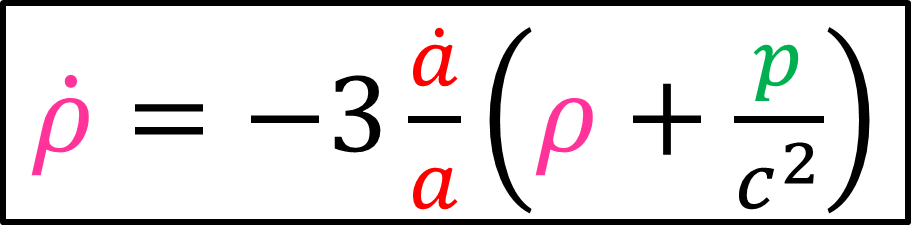 ρ̇ = −3 ȧ/a (ρ + p/c²)